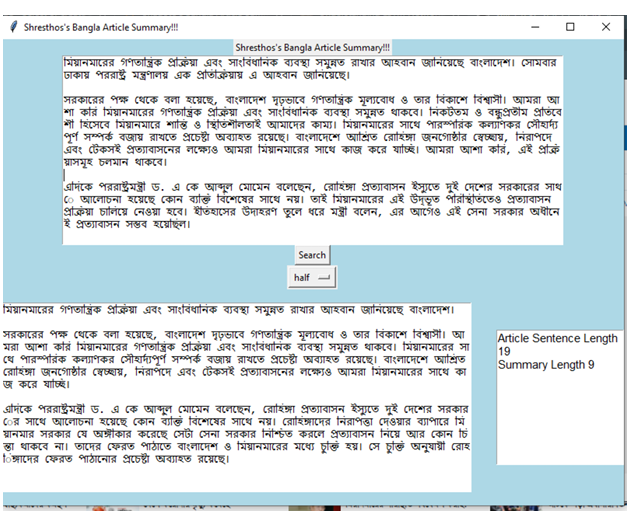 Shresthos's Bangla Article Summary!!!
Shresthos's Bangla Article Summary!!!
মিয়ানমারের গণতান্ত্রিক প্রক্রিয়া এবং সাংবিধানিক ব্যবস্থা সমুন্নত রাখার আহবান জানিয়েছে বাংলাদেশ। সোমবার
ঢাকায় পররাষ্ট্র মন্ত্রণালয় এক প্রতিক্রিয়ায় এ আহবান জানিয়েছে।
সরকারের পক্ষ থেকে বলা হয়েছে, বাংলাদেশ দৃঢ়ভাবে গণতান্ত্রিক মূল্যবোধ ও তার বিকাশে বিশ্বাসী। আমরা আ
শা করি মিয়ানমারের গণতান্ত্রিক প্রক্রিয়া এবং সাংবিধানিক ব্যবস্থা সমুন্নত থাকবে। নিকটতম ও বন্ধুপ্রতীম প্রতিবে
শী হিসেবে মিয়ানমারে শান্তি ও স্থিতিশীলতাই আমাদের কাম্য। মিয়ানমারের সাথে পারস্পরিক কল্যাণকর সৌহার্দ্য
পূর্ণ সম্পর্ক বজায় রাখতে প্রচেষ্টা অব্যাহত রয়েছে। বাংলাদেশে আশ্রিত রোহিঙ্গা জনগোষ্ঠীর স্বেচ্ছায়, নিরাপদে
এবং টেকসই প্রত্যাবাসনের লক্ষ্যেও আমরা মিয়ানমারের সাথে কাজ করে যাচ্ছি। আমরা আশা করি, এই প্রক্রি
য়াসমূহ চলমান থাকবে।
এদিকে পররাষ্ট্রমন্ত্রী ড. এ কে আব্দুল মোমেন বলেছেন, রোহিঙ্গা প্রত্যাবাসন ইস্যুতে দুই দেশের সরকারের সাথ
ে আলোচনা হয়েছে কোন ব্যক্তি বিশেষের সাথে নয়। তাই মিয়ানমারের এই উদ্ভূত পরিস্থিতিতেও প্রত্যাবাসন
প্রক্রিয়া চালিয়ে নেওয়া হবে। ইতিহাসের উদাহরণ তুলে ধরে মন্ত্রী বলেন, এর আগেও এই সেনা সরকার অধীনে
ই প্রত্যাবাসন সম্ভব হয়েছিল।
Search
half
মিয়ানমারের গণতান্ত্রিক প্রক্রিয়া এবং সাংবিধানিক ব্যবস্থা সমুন্নত রাখার আহবান জানিয়েছে বাংলাদেশ।
সরকারের পক্ষ থেকে বলা হয়েছে, বাংলাদেশ দৃঢ়ভাবে গণতান্ত্রিক মূল্যবোধ ও তার বিকাশে বিশ্বাসী। আ
মরা আশা করি মিয়ানমারের গণতান্ত্রিক প্রক্রিয়া এবং সাংবিধানিক ব্যবস্থা সমুন্নত থাকবে। মিয়ানমারের সা
থে পারস্পরিক কল্যাণকর সৌহার্দ্যপূর্ণ সম্পর্ক বজায় রাখতে প্রচেষ্টা অব্যাহত রয়েছে। বাংলাদেশে আশ্রিত
রোহিঙ্গা জনগোষ্ঠীর স্বেচ্ছায়, নিরাপদে এবং টেকসই প্রত্যাবাসনের লক্ষ্যেও আমরা মিয়ানমারের সাথে কা
জ করে যাচ্ছি।
এদিকে পররাষ্ট্রমন্ত্রী ড. এ কে আব্দুল মোমেন বলেছেন, রোহিঙ্গা প্রত্যাবাসন ইস্যুতে দুই দেশের সরকার
ের সাথে আলোচনা হয়েছে কোন ব্যক্তি বিশেষের সাথে নয়। রোহিঙ্গাদের নিরাপত্তা দেওয়ার ব্যাপারে মি
য়ানমার সরকার যে অঙ্গীকার করেছে সেটা সেনা সরকার নিশ্চিত করলে প্রত্যাবাসন নিয়ে আর কোন চি
ন্তা থাকবে না। তাদের ফেরত পাঠাতে বাংলাদেশ ও মিয়ানমারের মধ্যে চুক্তি হয়। সে চুক্তি অনুযায়ী রোহ
িঙ্গাদের ফেরত পাঠানোর প্রচেষ্টা অব্যাহত রয়েছে।
Article Sentence Length
19
Summary Length 9